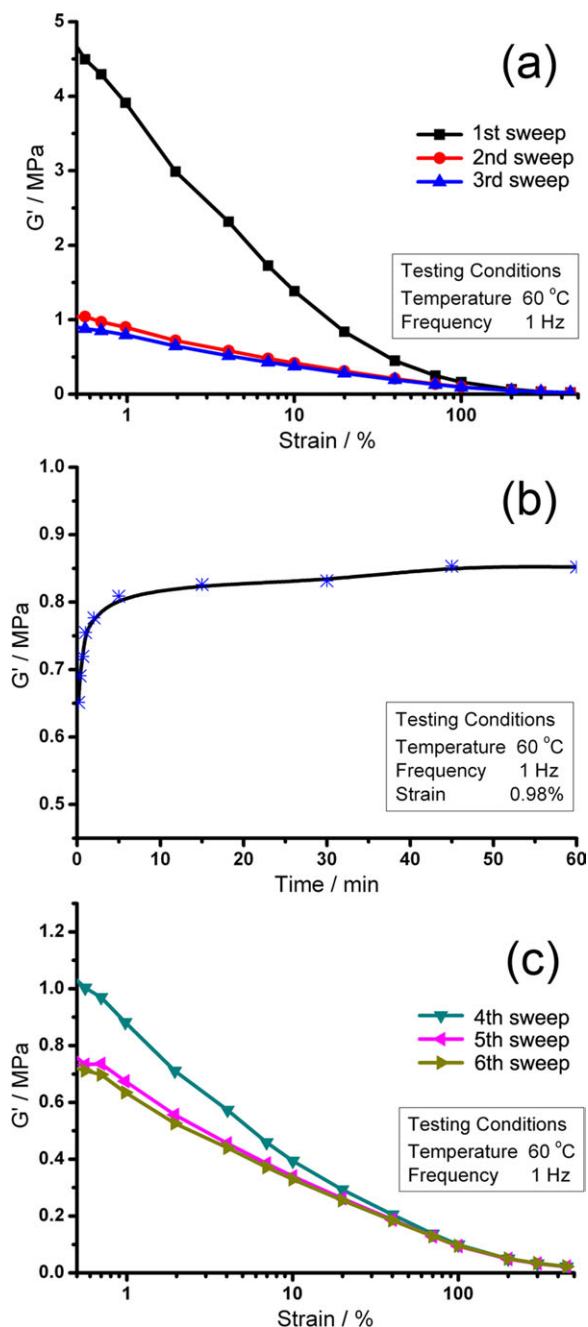 (a)
5
4
3
2
1
0
G' / MPa
1st sweep
2nd sweep
3rd sweep
Testing Conditions
Temperature 60 °C
Frequency 1 Hz
1 10 100
Strain / %
(b)
1.0
0.9
0.8
0.7
0.6
0.5
G' / MPa
Testing Conditions
Temperature 60 °C
Frequency 1 Hz
Strain 0.98%
0 10 20 30 40 50 60
Time / min
(c)
1.2
1.0
0.8
0.6
0.4
0.2
0.0
G' / MPa
4th sweep
5th sweep
6th sweep
Testing Conditions
Temperature 60 °C
Frequency 1 Hz
1 10 100
Strain / %